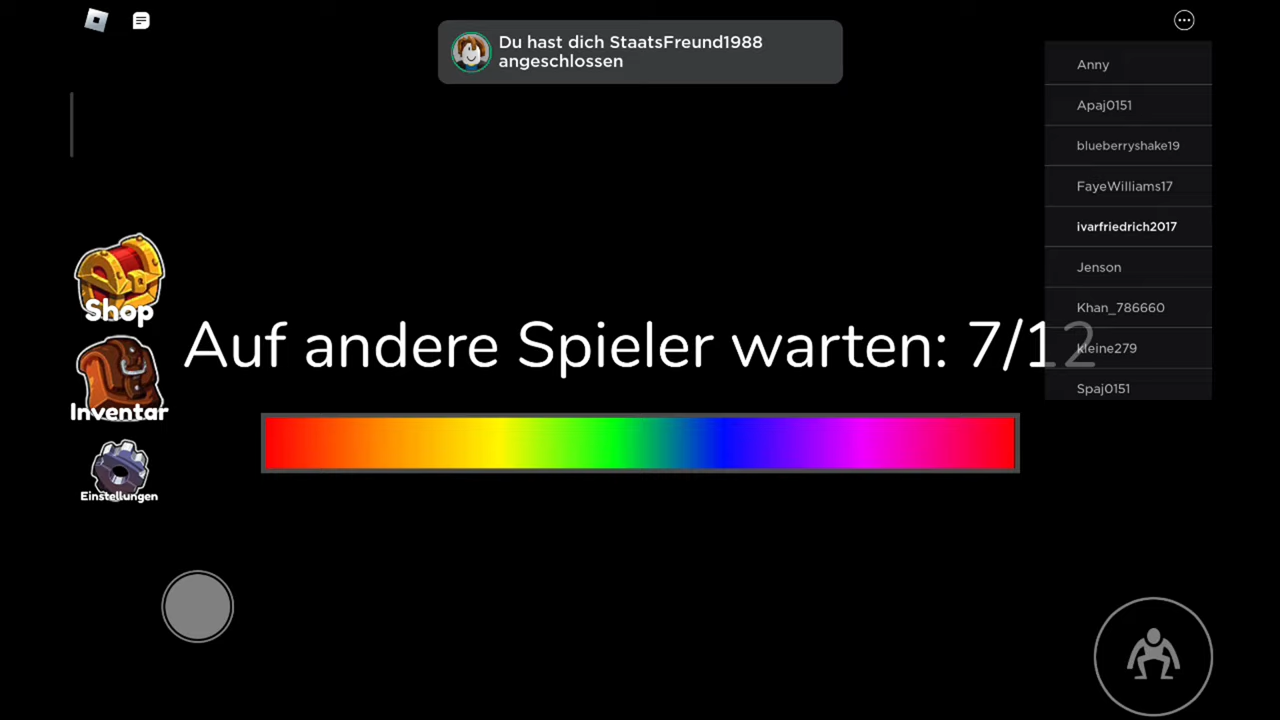 Du hast dich StaatsFreund1988
angeschlossen
Anny
Apaj0151
blueberryshake19
FayeWilliams17
ivarfriedrich2017
Jenson
Khan_786660
kleine279
Spaj0151
Shop
Inventar
Einstellungen
Auf andere Spieler warten: 7/12